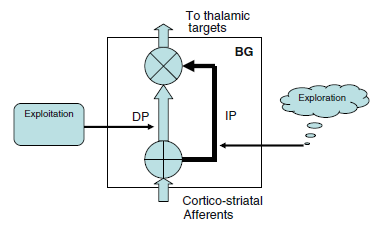 To thalamic
targets
BG
Exploitation
DP
IP
Exploration
Cortico-striatal
Afferents